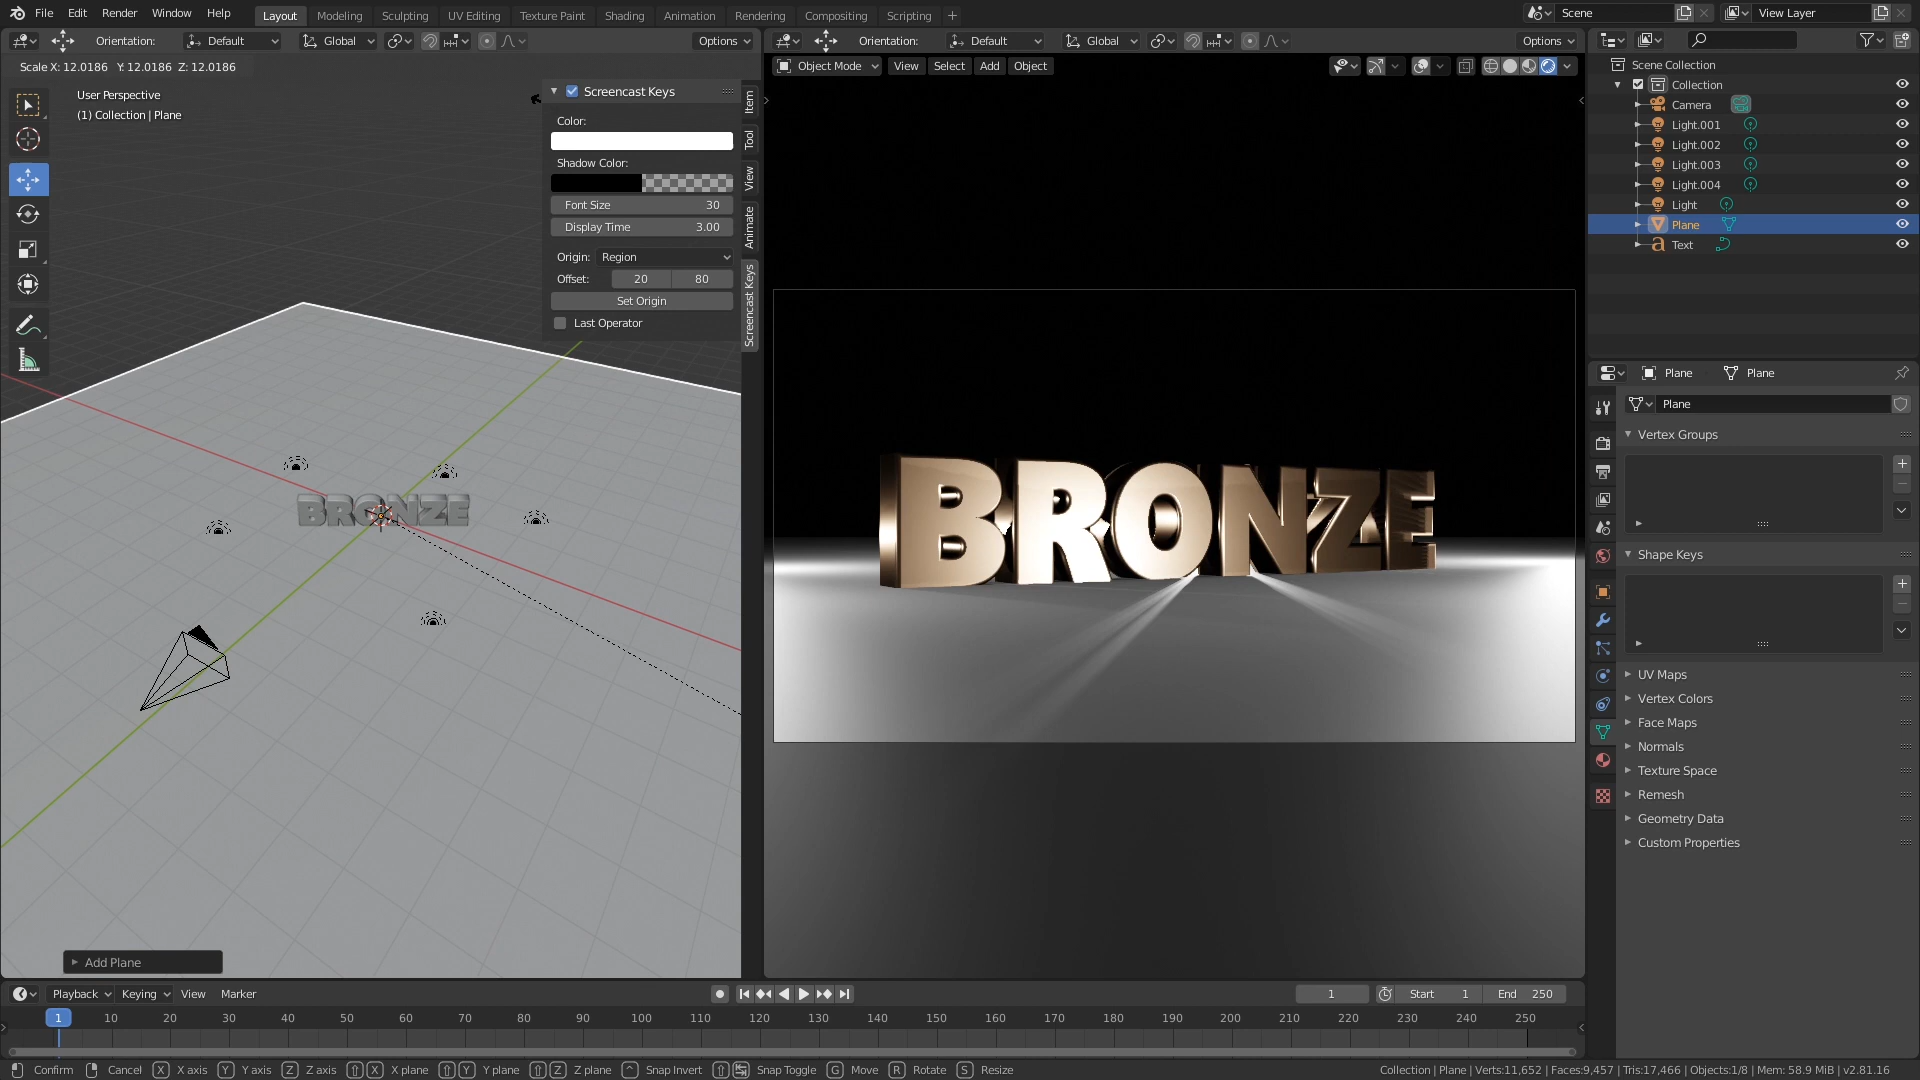 File Edit Render Window Help
Layout Modeling Sculpting UV Editing Texture Paint Shading Animation Rendering Compositing Scripting +
Scene
View Layer
Orientation: Default Global Options
Orientation: Default Global Options
Scale X: 12.0186 Y: 12.0186 Z: 12.0186
Object Mode View Select Add Object
User Perspective
(1) Collection | Plane
Screencast Keys
Color:
Shadow Color:
Font Size 30
Display Time 3.00
Origin: Region
Offset: 20 80
Set Origin
Last Operator
Item
Tool
View
Animate
Screencast Keys
BRONZE
BRONZE
Add Plane
Scene Collection
Collection
Camera
Light.001
Light.002
Light.003
Light.004
Light
Plane
Text
Plane Plane
Plane
Vertex Groups
Shape Keys
UV Maps
Vertex Colors
Face Maps
Normals
Texture Space
Remesh
Geometry Data
Custom Properties
Playback Keying View Marker
1 Start 1 End 250
1 10 20 30 40 50 60 70 80 90 100 110 120 130 140 150 160 170 180 190 200 210 220 230 240 250
Confirm Cancel X X axis Y Y axis Z Z axis X X plane Y Y plane Z Z plane Snap Invert Snap Toggle G Move R Rotate S Resize
Collection | Plane | Verts:11,652 | Faces:9,457 | Tris:17,466 | Objects:1/8 | Mem: 58.9 MiB | v2.81.16